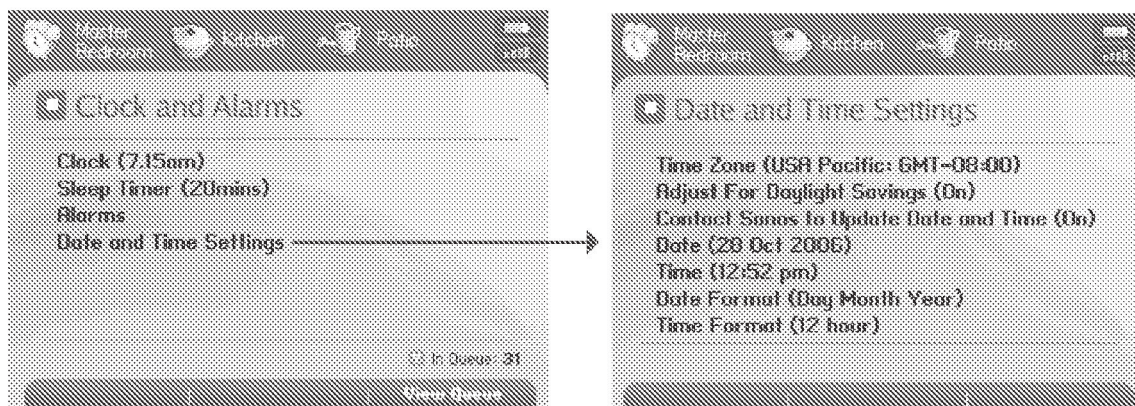 Master
Bedroom
Kitchen
Patio
Clock and Alarms
Clock (7.15am)
Sleep Timer (20mins)
Alarms
Date and Time Settings
In Queue: 31
View Queue
Master
Bedroom
Kitchen
Patio
Date and Time Settings
Time Zone (USA Pacific: GMT-08:00)
Adjust For Daylight Savings (On)
Contact Sonos to Update Date and Time (On)
Date (20 Oct 2006)
Time (12:52 pm)
Date Format (Day Month Year)
Time Format (12 hour)